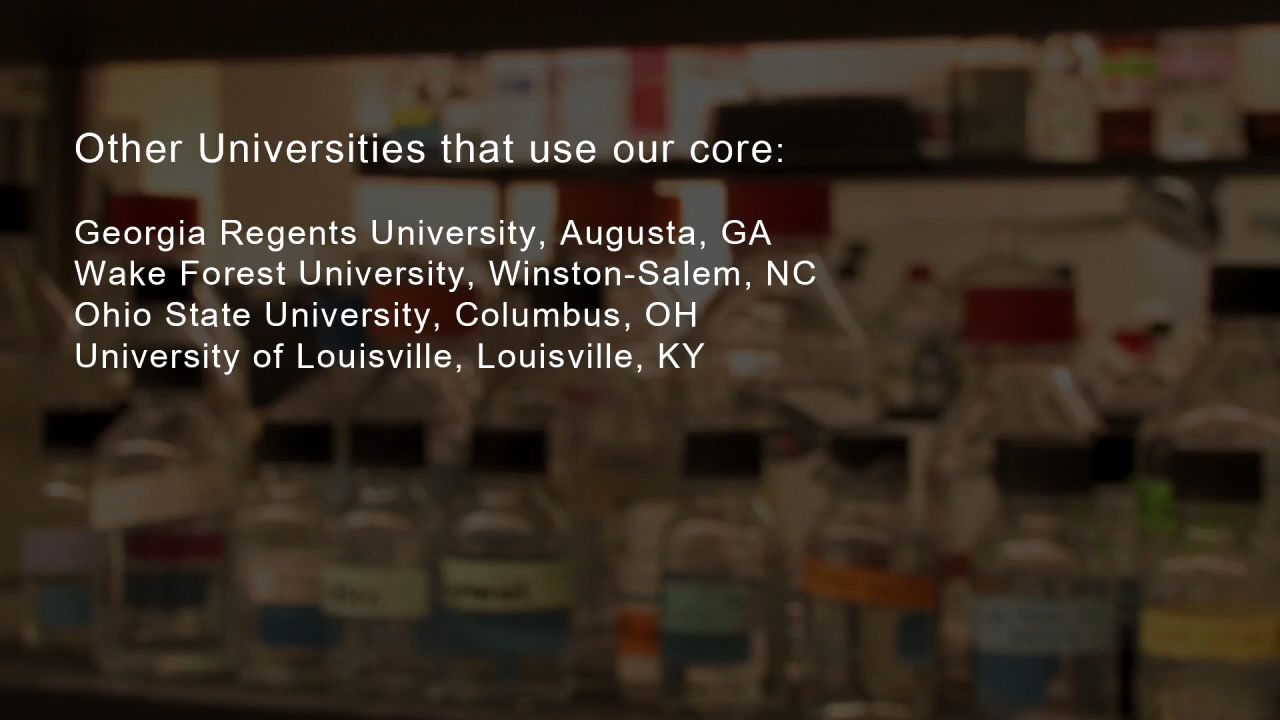 Other Universities that use our core:
Georgia Regents University, Augusta, GA
Wake Forest University, Winston-Salem, NC
Ohio State University, Columbus, OH
University of Louisville, Louisville, KY